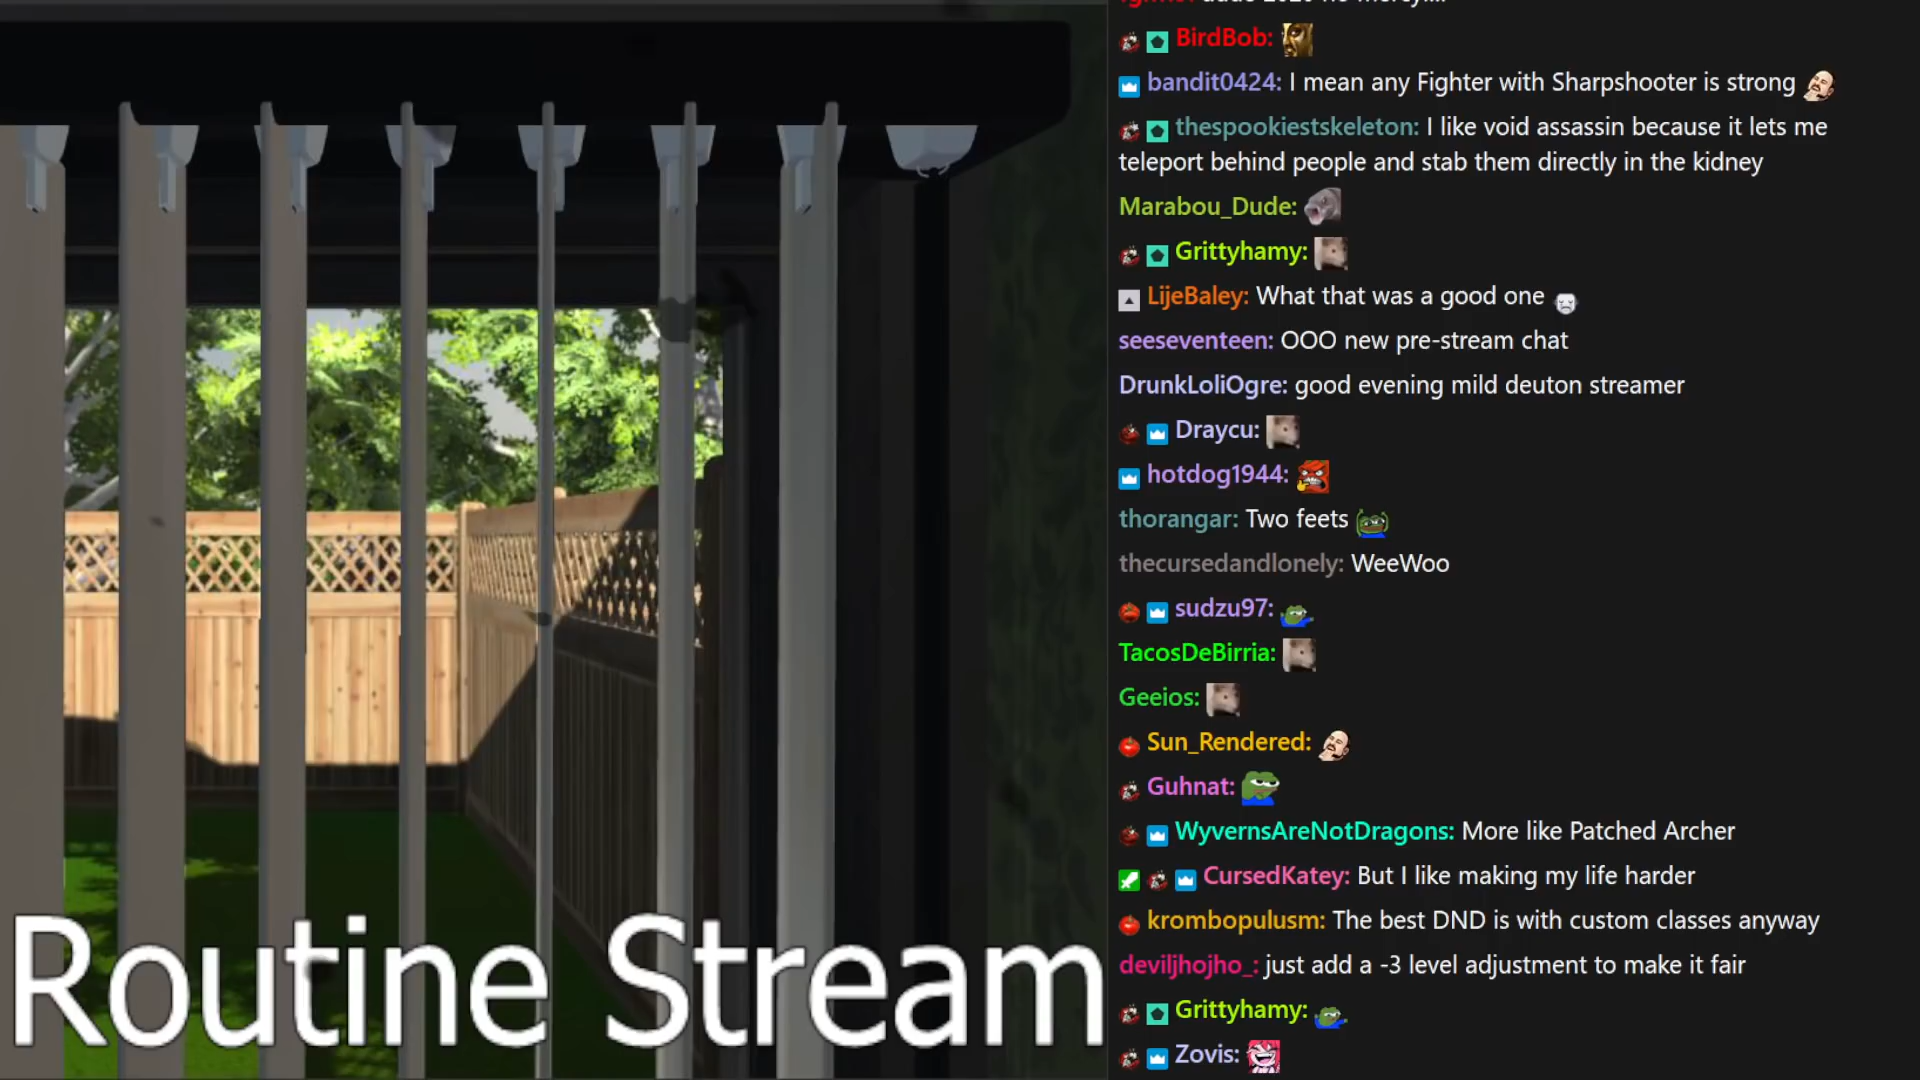 BirdBob:
bandit0424: I mean any Fighter with Sharpshooter is strong
thespookiestskeleton: I like void assassin because it lets me
teleport behind people and stab them directly in the kidney
Marabou_Dude:
Grittyhamy:
LijeBaley: What that was a good one
seeseventeen: OOO new pre-stream chat
DrunkLoliOgre: good evening mild deuton streamer
Draycu:
hotdog1944:
thorangar: Two feets
thecursedandlonely: WeeWoo
sudzu97:
TacosDeBirria:
Geeios:
Sun_Rendered:
Guhnat:
WyvernsAreNotDragons: More like Patched Archer
CursedKatey: But I like making my life harder
krombopulusm: The best DND is with custom classes anyway
deviljhojho_: just add a -3 level adjustment to make it fair
Grittyhamy:
Zovis:
Routine Stream